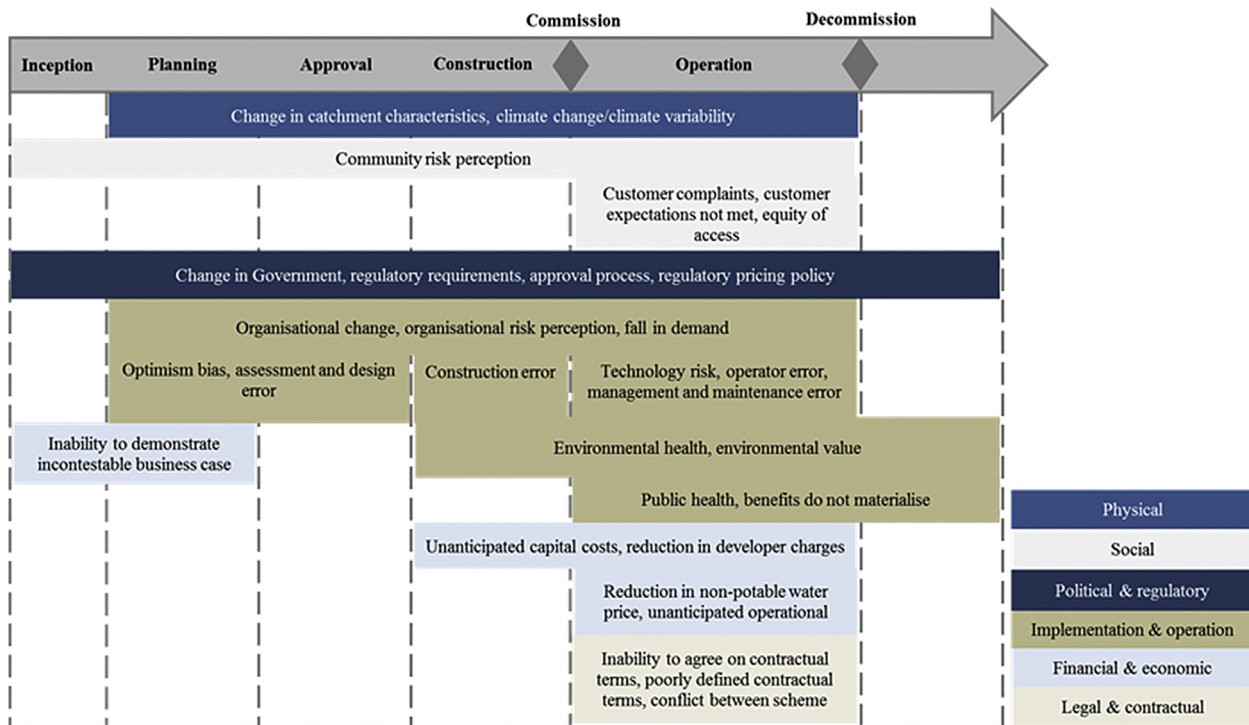 Commission
Decommission
Inception
Planning
Approval
Construction
Operation
Change in catchment characteristics, climate change/climate variability
Community risk perception
Customer complaints, customer
expectations not met, equity of
access
Change in Government, regulatory requirements, approval process, regulatory pricing policy
Organisational change, organisational risk perception, fall in demand
Optimism bias, assessment and design
error
Construction error
Technology risk, operator error,
management and maintenance error
Inability to demonstrate
incontestable business case
Environmental health, environmental value
Public health, benefits do not materialise
Unanticipated capital costs, reduction in developer charges
Reduction in non-potable water
price, unanticipated operational
Inability to agree on contractual
terms, poorly defined contractual
terms, conflict between scheme
Physical
Social
Political & regulatory
Implementation & operation
Financial & economic
Legal & contractual